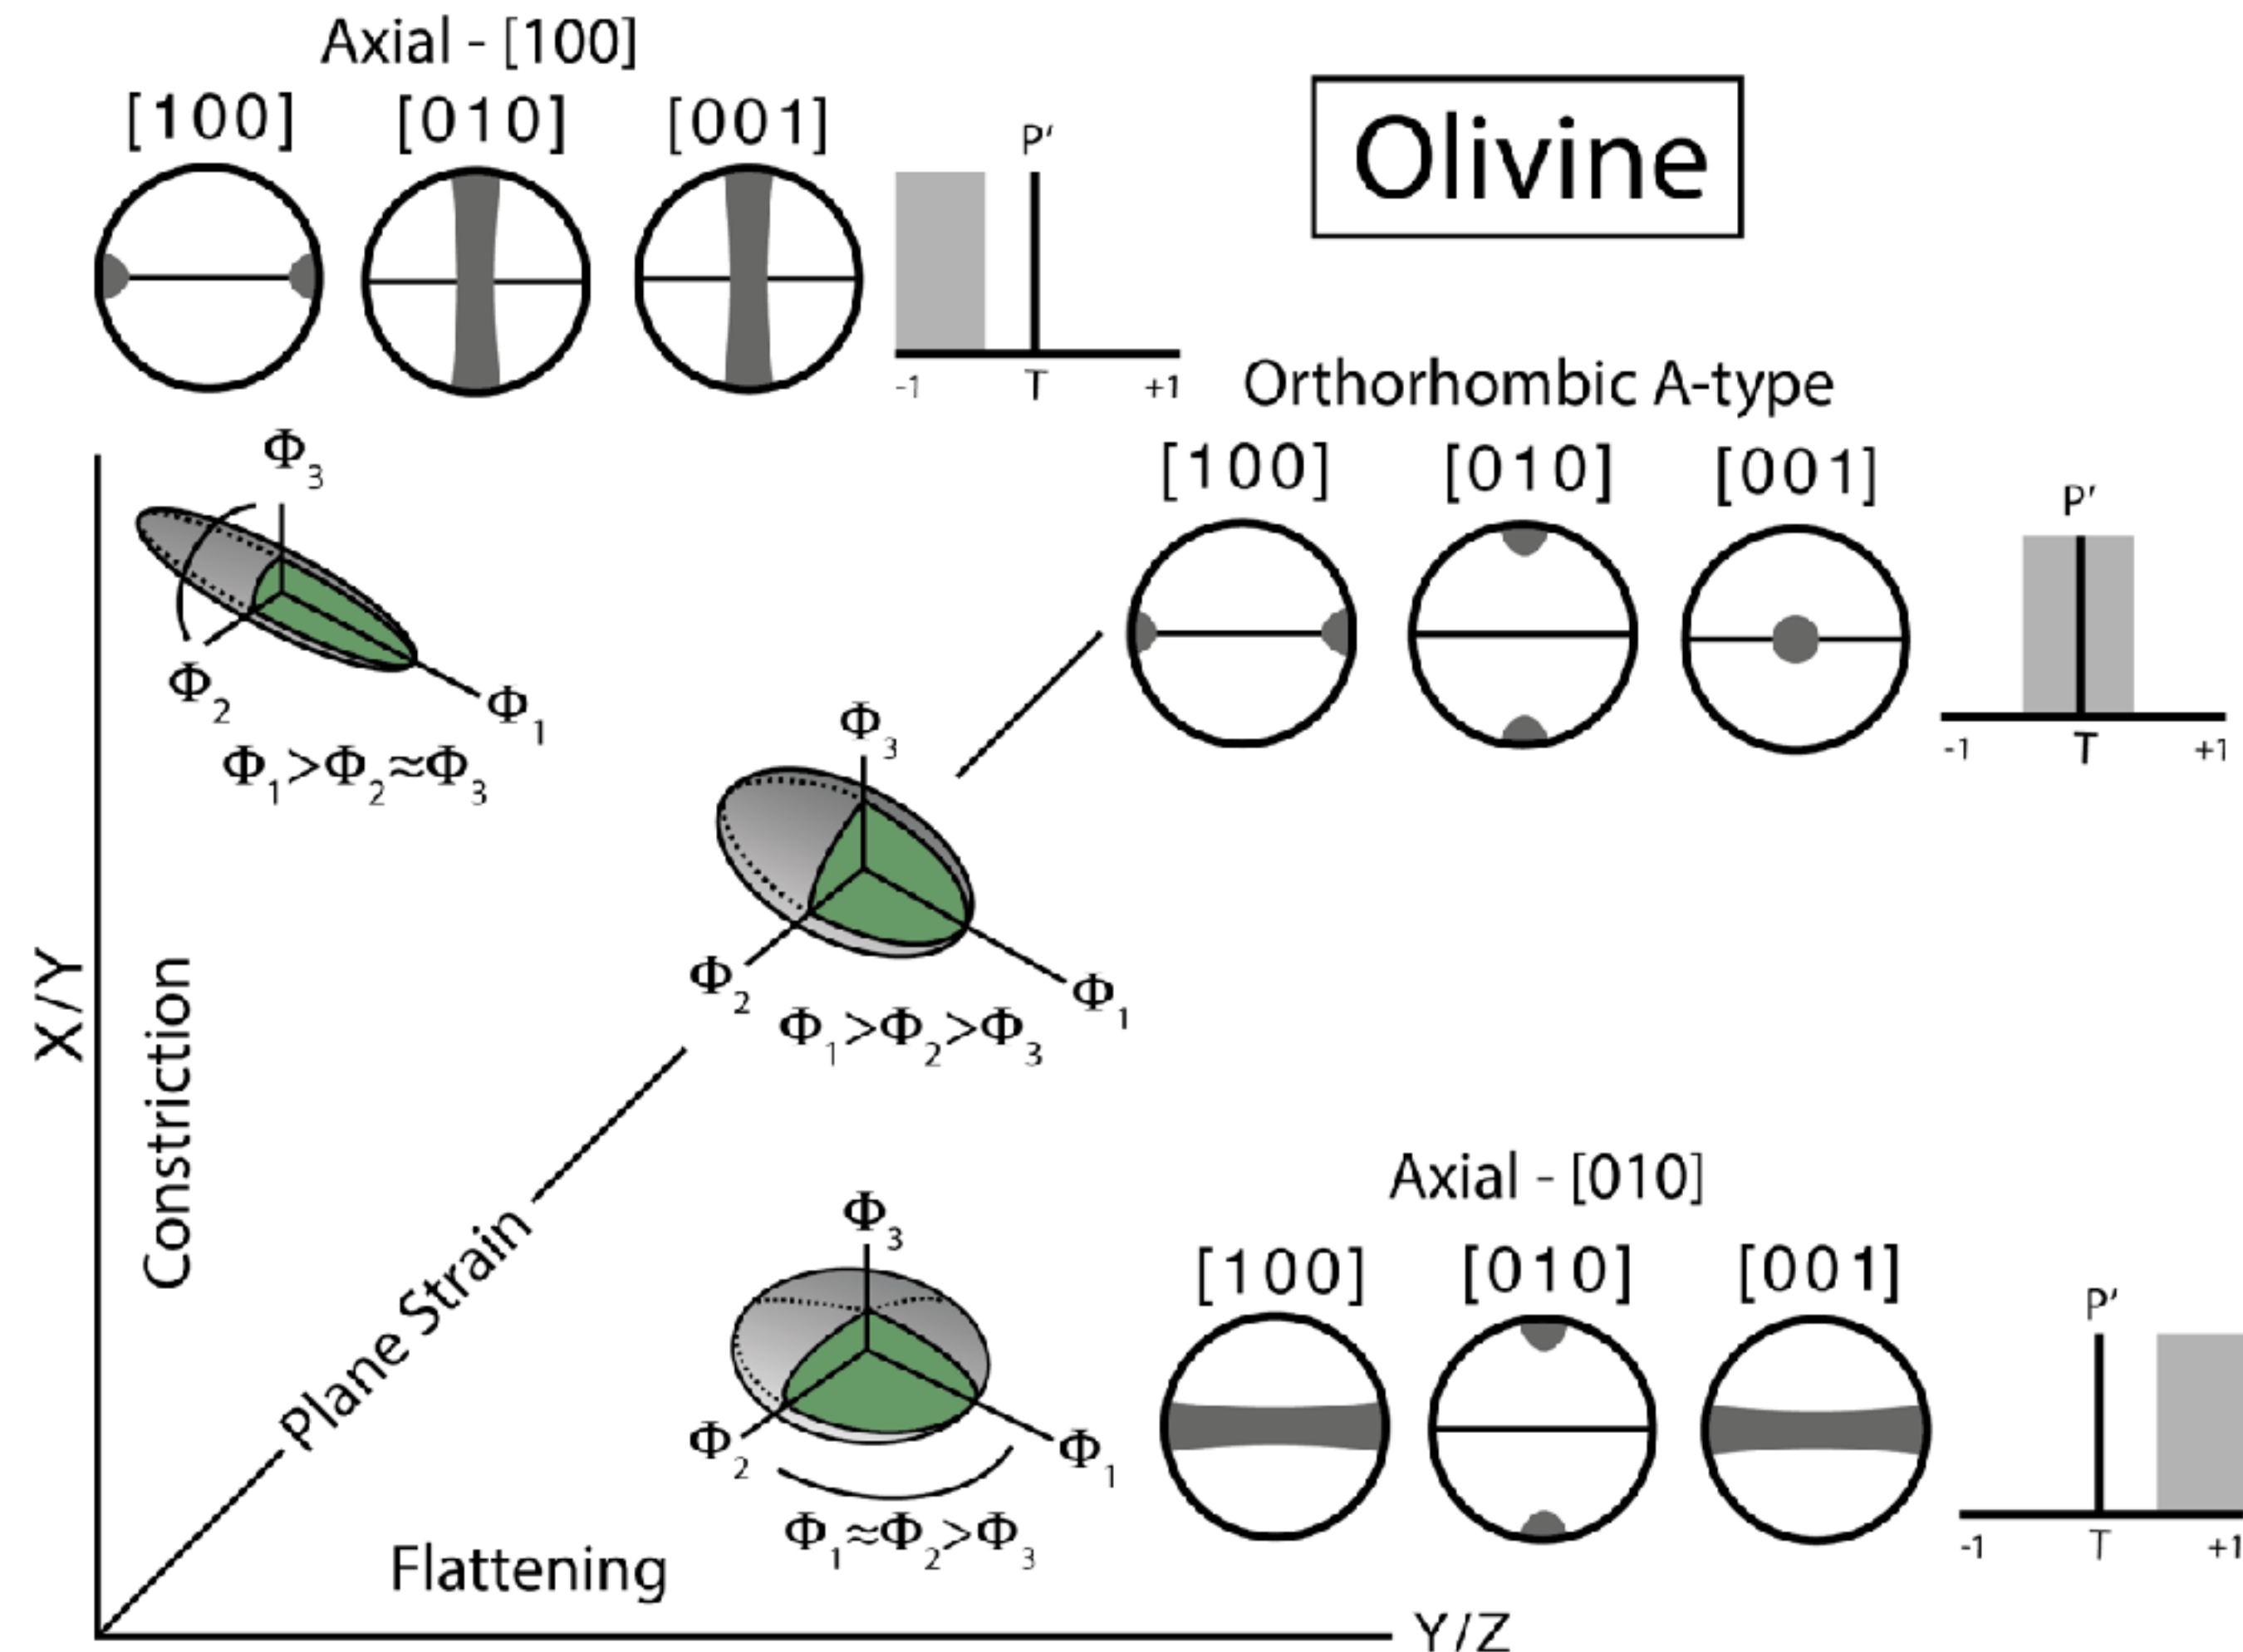 Axial - [100]
[100] [010] [001]
P′
-1 T +1
Olivine
Orthorhombic A-type
[100] [010] [001]
P′
-1 T +1
Φ3
Φ2
Φ1
Φ1>Φ2≈Φ3
Φ3
Φ2
Φ1
Φ1>Φ2>Φ3
X/Y
Constriction
Plane Strain
Axial - [010]
[100] [010] [001]
P′
-1 T +1
Φ3
Φ2
Φ1
Φ1≈Φ2>Φ3
Flattening
Y/Z